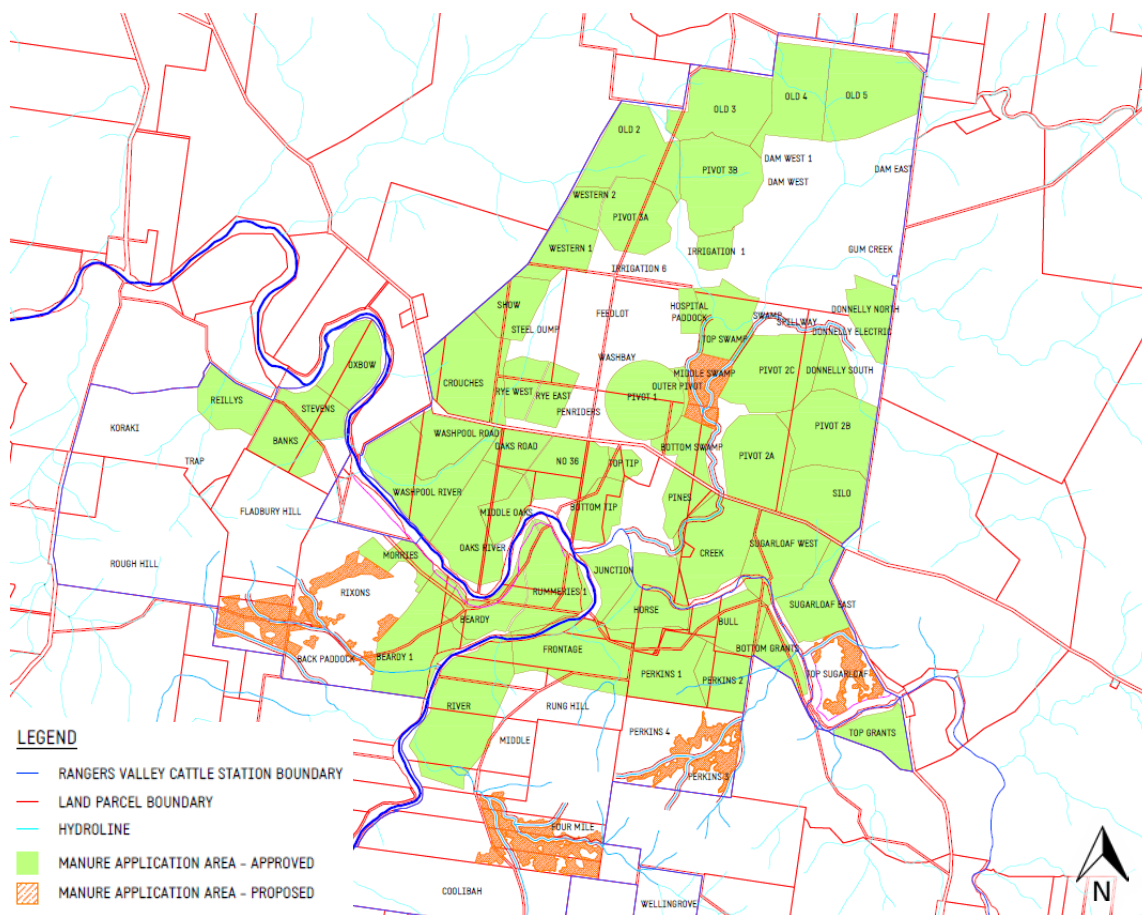 OLD 4
OLD 5
OLD 3
OLD 2
DAM WEST 1
PIVOT 3B
DAM EAST
DAM WEST
WESTERN 2
PIVOT 3A
WESTERN 1
IRRIGATION 1
GUM CREEK
IRRIGATION 6
SHOW
HOSPITAL
PADDOCK
DONNELLY NORTH
FEEDLOT
SWAMP
SPILLWAY
STEEL DUMP
DONNELLY ELECTRIC
TOP SWAMP
WASHBAY
OXBOW
MIDDLE SWAMP
PIVOT 2C
DONNELLY SOUTH
CROUCHES
OUTER PIVOT
RYE WEST
RYE EAST
PIVOT 1
REILLYS
STEVENS
PENRIDERS
KORAKI
PIVOT 2B
WASHPOOL ROAD
BANKS
OAKS ROAD
BOTTOM SWAMP
PIVOT 2A
TRAP
NO 36
TOP TIP
WASHPOOL RIVER
SILO
PINES
FLADBURY HILL
MIDDLE OAKS
BOTTOM TIP
SUGARLOAF WEST
OAKS RIVER
CREEK
MORRIES
ROUGH HILL
JUNCTION
RIXONS
RUMMERIES 1
SUGARLOAF EAST
HORSE
BEARDY
BULL
FRONTAGE
BOTTOM GRANTS
BACK PADDOCK
BEARDY 1
PERKINS 1
TOP SUGARLOAF
PERKINS 2
RIVER
RUNG HILL
PERKINS 4
TOP GRANTS
MIDDLE
PERKINS 3
FOUR MILE
COOLIBAH
WELLINGROVE
LEGEND
RANGERS VALLEY CATTLE STATION BOUNDARY
LAND PARCEL BOUNDARY
HYDROLINE
MANURE APPLICATION AREA - APPROVED
MANURE APPLICATION AREA - PROPOSED
N